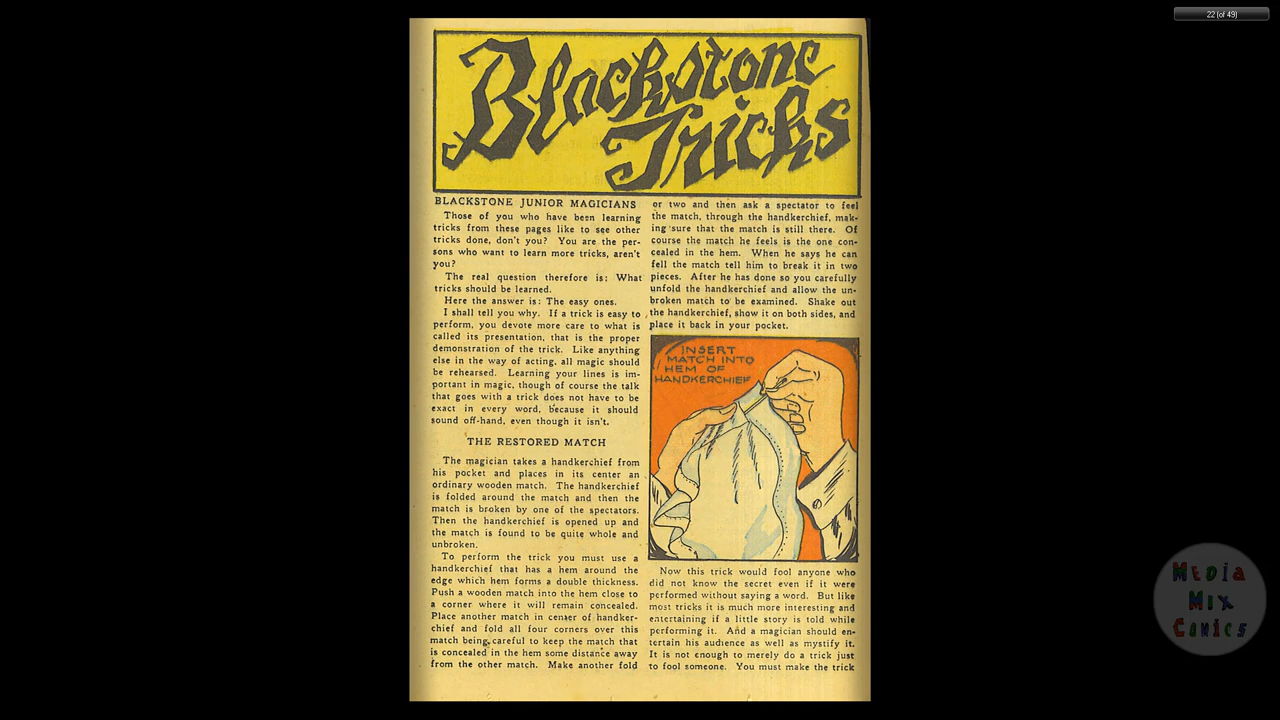 22 (of 49)
Blackstone
Tricks
BLACKSTONE JUNIOR MAGICIANS
Those of you who have been learning
tricks from these pages like to see other
tricks done, don't you? You are the per-
sons who want to learn more tricks, aren't
you?
The real question therefore is: What
tricks should be learned.
Here the answer is: The easy ones.
I shall tell you why. If a trick is easy to
perform, you devote more care to what is
called its presentation, that is the proper
demonstration of the trick. Like anything
else in the way of acting, all magic should
be rehearsed. Learning your lines is im-
portant in magic, though of course the talk
that goes with a trick does not have to be
exact in every word, because it should
sound off-hand, even though it isn't.
THE RESTORED MATCH
The magician takes a handkerchief from
his pocket and places in its center an
ordinary wooden match. The handkerchief
is folded around the match and then the
match is broken by one of the spectators.
Then the handkerchief is opened up and
the match is found to be quite whole and
unbroken.
To perform the trick you must use a
handkerchief that has a hem around the
edge which hem forms a double thickness.
Push a wooden match into the hem close to
a corner where it will remain concealed.
Place another match in center of handker-
chief and fold all four corners over this
match being careful to keep the match that
is concealed in the hem some distance away
from the other match. Make another fold
or two and then ask a spectator to feel
the match, through the handkerchief, mak-
ing sure that the match is still there. Of
course the match he feels is the one con-
cealed in the hem. When he says he can
fell the match tell him to break it in two
pieces. After he has done so you carefully
unfold the handkerchief and allow the un-
broken match to be examined. Shake out
the handkerchief, show it on both sides, and
place it back in your pocket.
INSERT
MATCH INTO
HEM OF
HANDKERCHIEF
Now this trick would fool anyone who
did not know the secret even if it were
performed without saying a word. But like
most tricks it is much more interesting and
entertaining if a little story is told while
performing it. And a magician should en-
tertain his audience as well as mystify it.
It is not enough to merely do a trick just
to fool someone. You must make the trick
MEDIA
MIX
COMICS